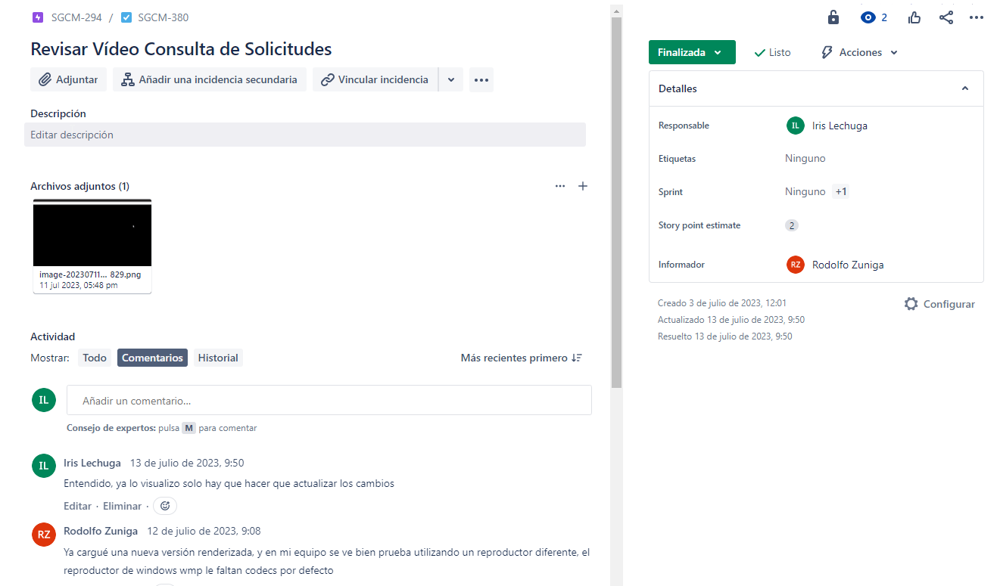 SGCM-294 / SGCM-380
2
Revisar Vídeo Consulta de Solicitudes
Finalizada
Listo
Acciones
Adjuntar
Añadir una incidencia secundaria
Vincular incidencia
Descripción
Editar descripción
Archivos adjuntos (1)
image-20230711... 829.png
11 jul 2023, 05:48 pm
Actividad
Mostrar: Todo Comentarios Historial Más recientes primero
IL Añadir un comentario...
Consejo de expertos: pulsa M para comentar
IL Iris Lechuga 13 de julio de 2023, 9:50
Entendido, ya lo visualizo solo hay que hacer que actualizar los cambios
Editar · Eliminar ·
RZ Rodolfo Zuniga 12 de julio de 2023, 9:08
Ya cargué una nueva versión renderizada, y en mi equipo se ve bien prueba utilizando un reproductor diferente, el
reproductor de windows wmp le faltan codecs por defecto
Detalles
Responsable IL Iris Lechuga
Etiquetas Ninguno
Sprint Ninguno +1
Story point estimate 2
Informador RZ Rodolfo Zuniga
Creado 3 de julio de 2023, 12:01
Configurar
Actualizado 13 de julio de 2023, 9:50
Resuelto 13 de julio de 2023, 9:50